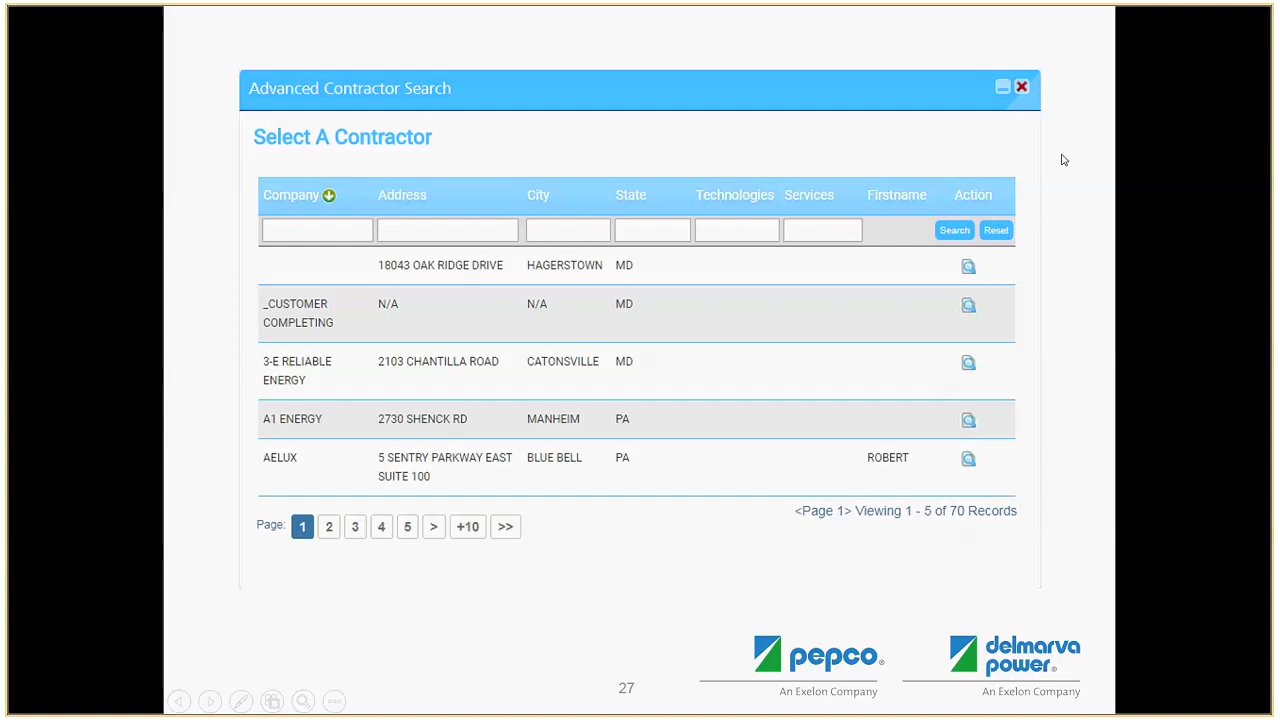 Advanced Contractor Search
Select A Contractor
Company Address City State Technologies Services Firstname Action
Search Reset
18043 OAK RIDGE DRIVE HAGERSTOWN MD
_CUSTOMER N/A N/A MD
COMPLETING
3-E RELIABLE 2103 CHANTILLA ROAD CATONSVILLE MD
ENERGY
A1 ENERGY 2730 SHENCK RD MANHEIM PA
AELUX 5 SENTRY PARKWAY EAST BLUE BELL PA ROBERT
SUITE 100
<Page 1> Viewing 1 - 5 of 70 Records
Page: 1 2 3 4 5 > +10 >>
pepco®
An Exelon Company
delmarva
power®
An Exelon Company
27